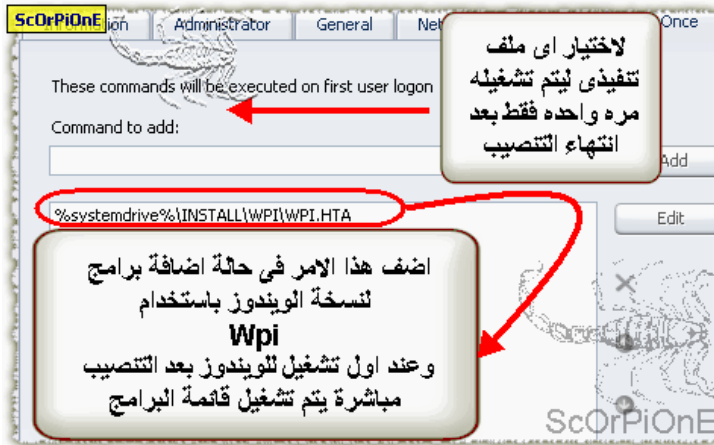 ScOrPiOnE
Administrator
General
Once
These commands will be executed on first user logon
Command to add:
Add
%systemdrive%\INSTALL\WPI\WPI.HTA
Edit
لاختيار اى ملف
تنفيذى ليتم تشغيله
مره واحده فقط بعد
انتهاء التنصيب
اضف هذا الامر فى حالة اضافة برامج
لنسخة الويندوز باستخدام
Wpi
وعند اول تشغيل للويندوز بعد التنصيب
مباشرة يتم تشغيل قائمة البرامج
ScOrPiOnE